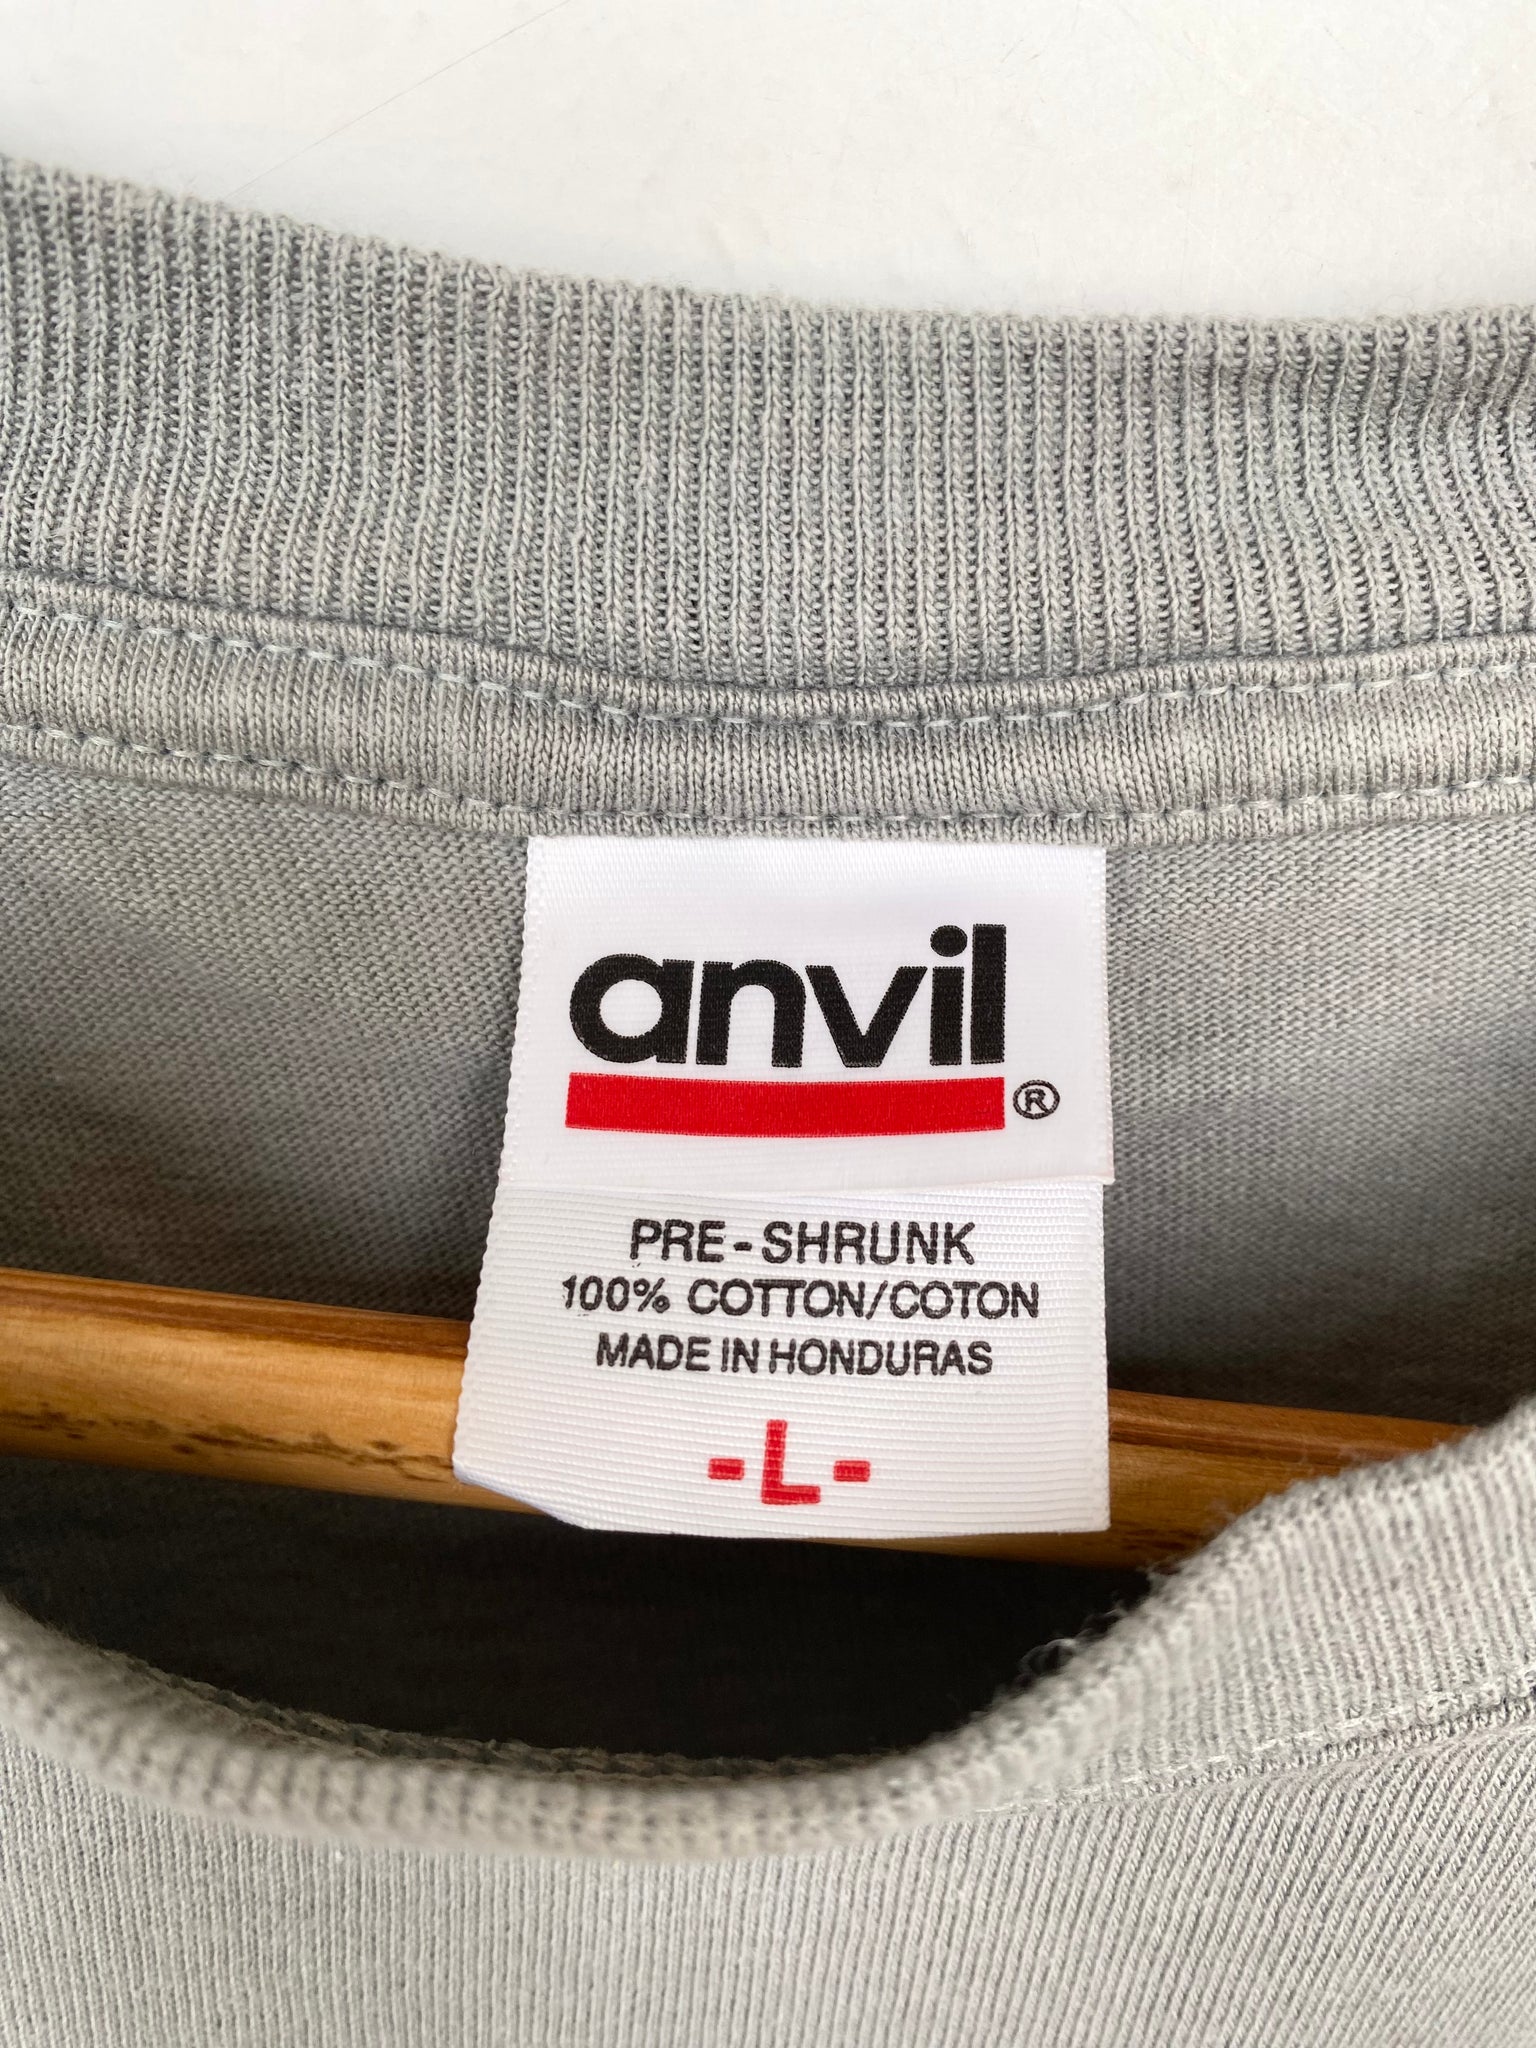 anvil
®
PRE-SHRUNK
100% COTTON/COTON
MADE IN HONDURAS
-L-